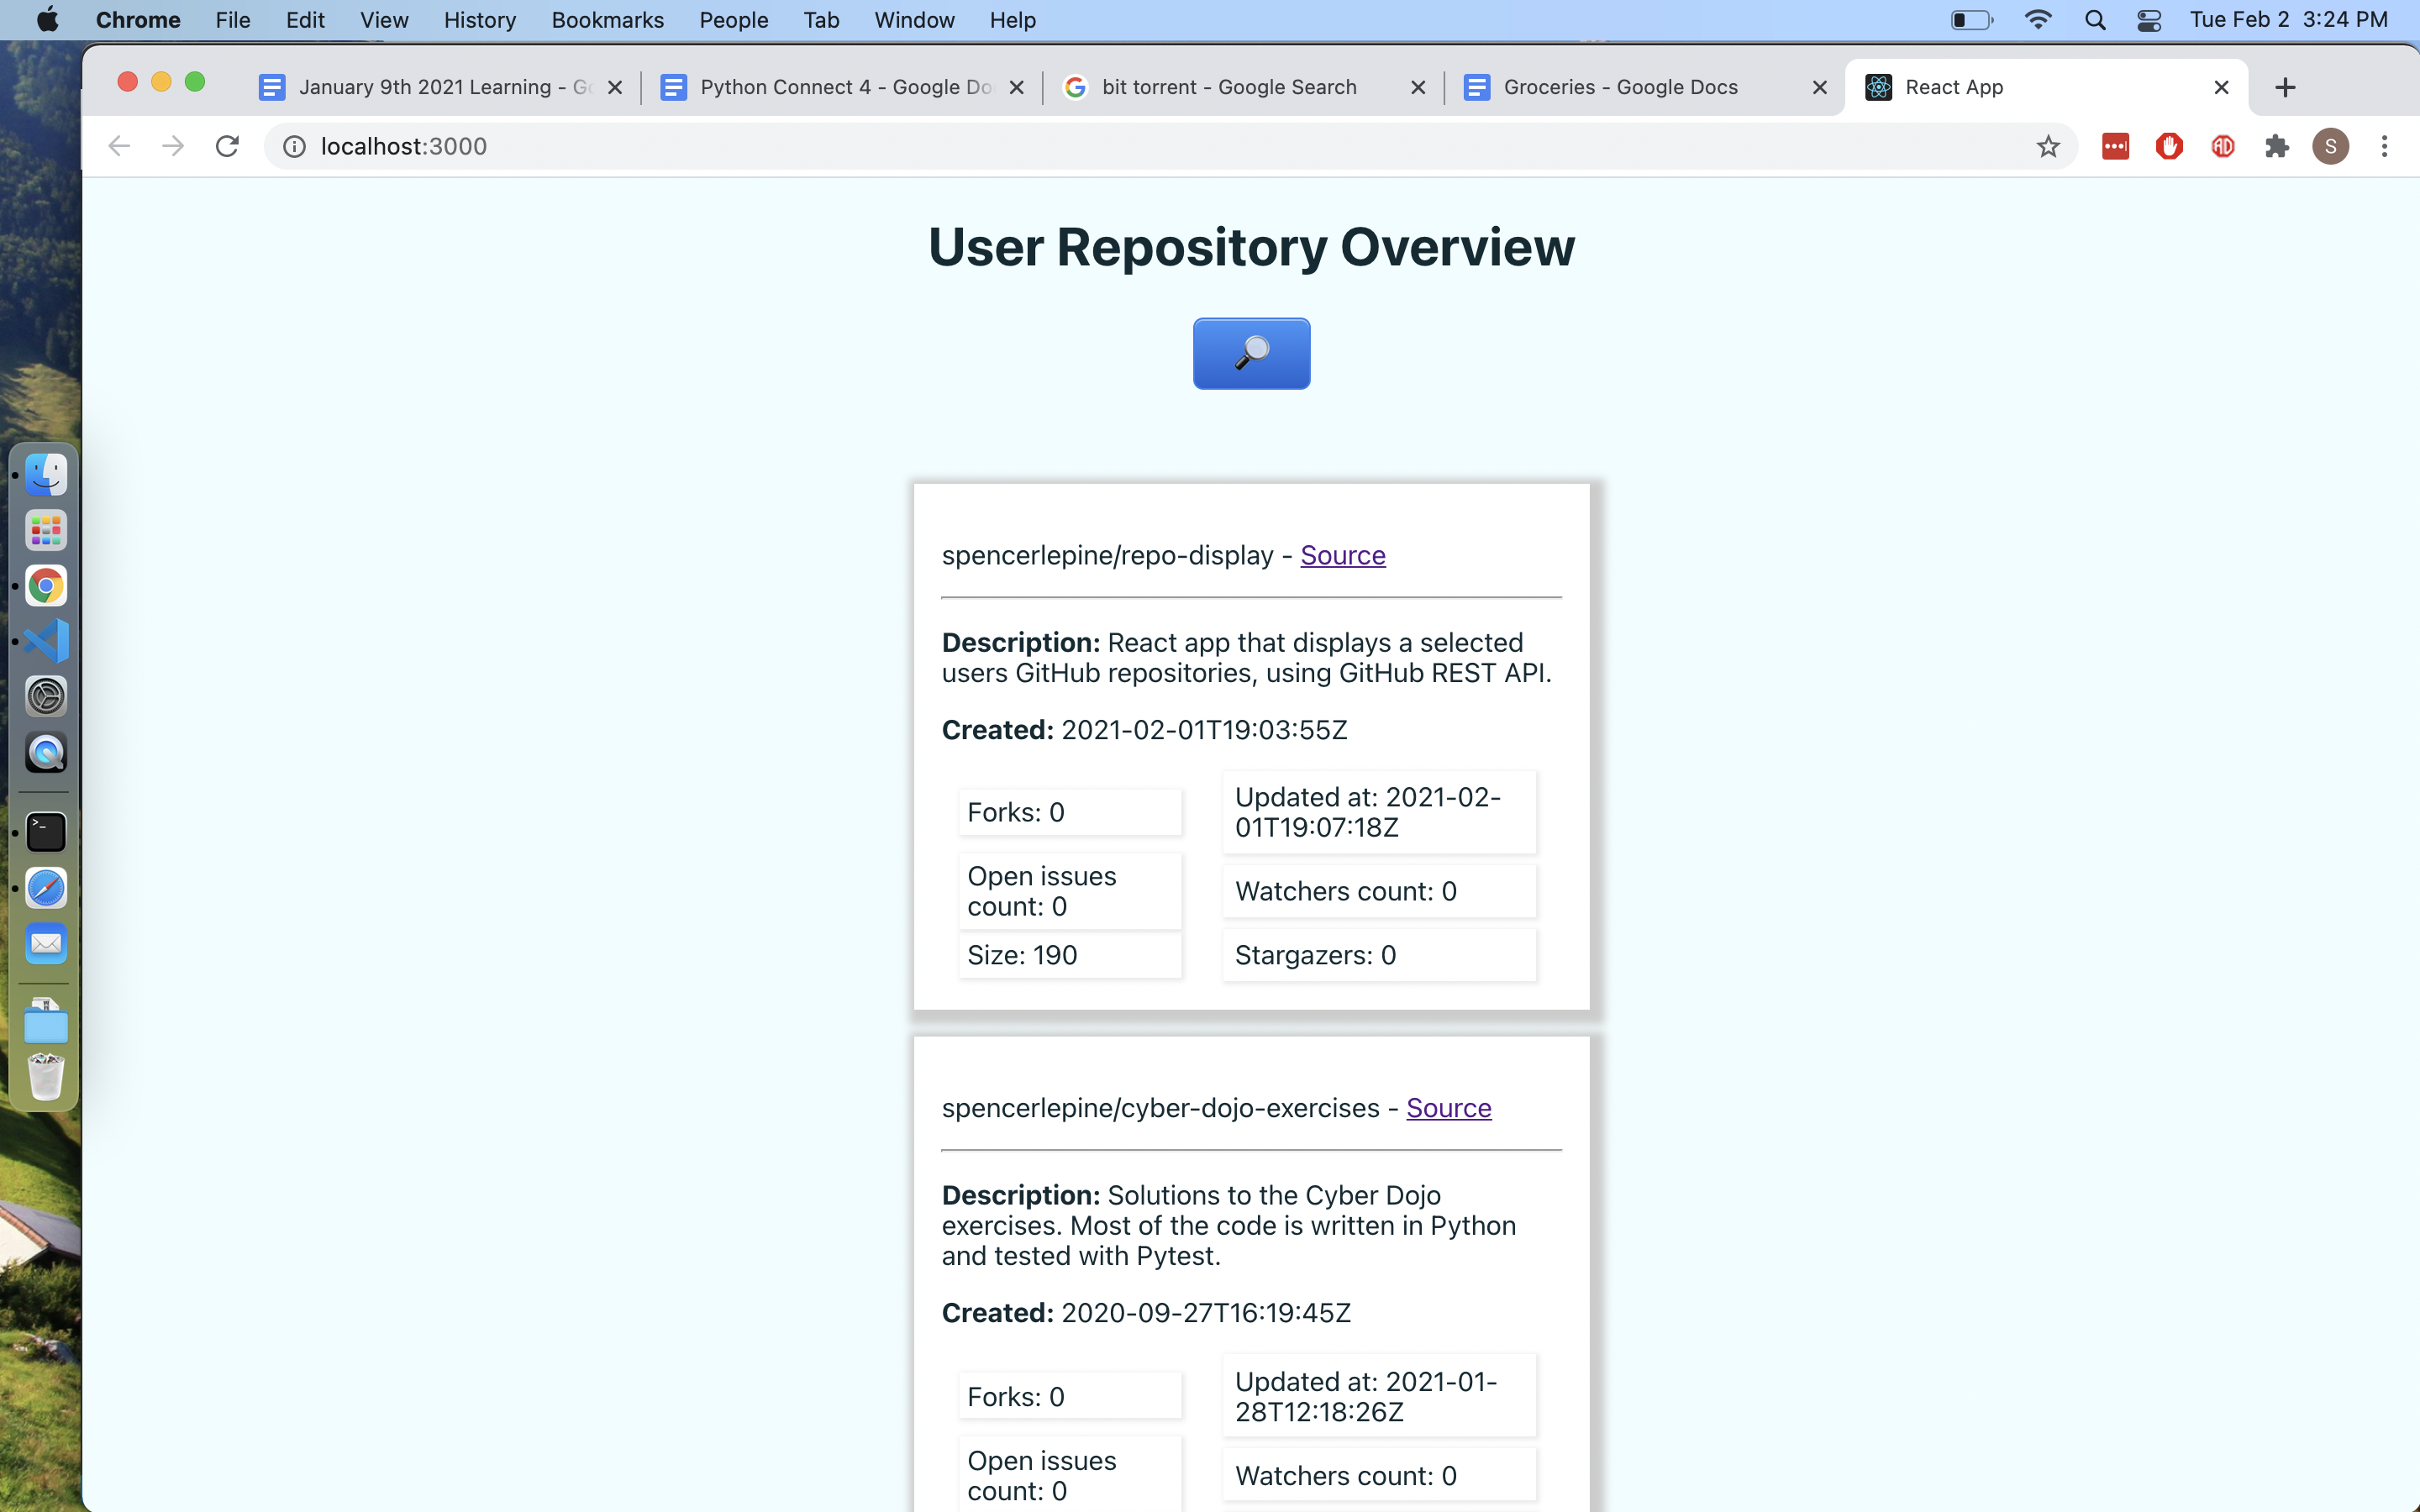 Chrome File Edit View History Bookmarks People Tab Window Help Tue Feb 2 3:24 PM
January 9th 2021 Learning - Go Python Connect 4 - Google Do bit torrent - Google Search Groceries - Google Docs React App
localhost:3000 S
User Repository Overview
spencerlepine/repo-display - Source
Description: React app that displays a selected
users GitHub repositories, using GitHub REST API.
Created: 2021-02-01T19:03:55Z
Forks: 0
Updated at: 2021-02-
01T19:07:18Z
Open issues
count: 0
Watchers count: 0
Size: 190
Stargazers: 0
spencerlepine/cyber-dojo-exercises - Source
Description: Solutions to the Cyber Dojo
exercises. Most of the code is written in Python
and tested with Pytest.
Created: 2020-09-27T16:19:45Z
Forks: 0
Updated at: 2021-01-
28T12:18:26Z
Open issues
count: 0
Watchers count: 0